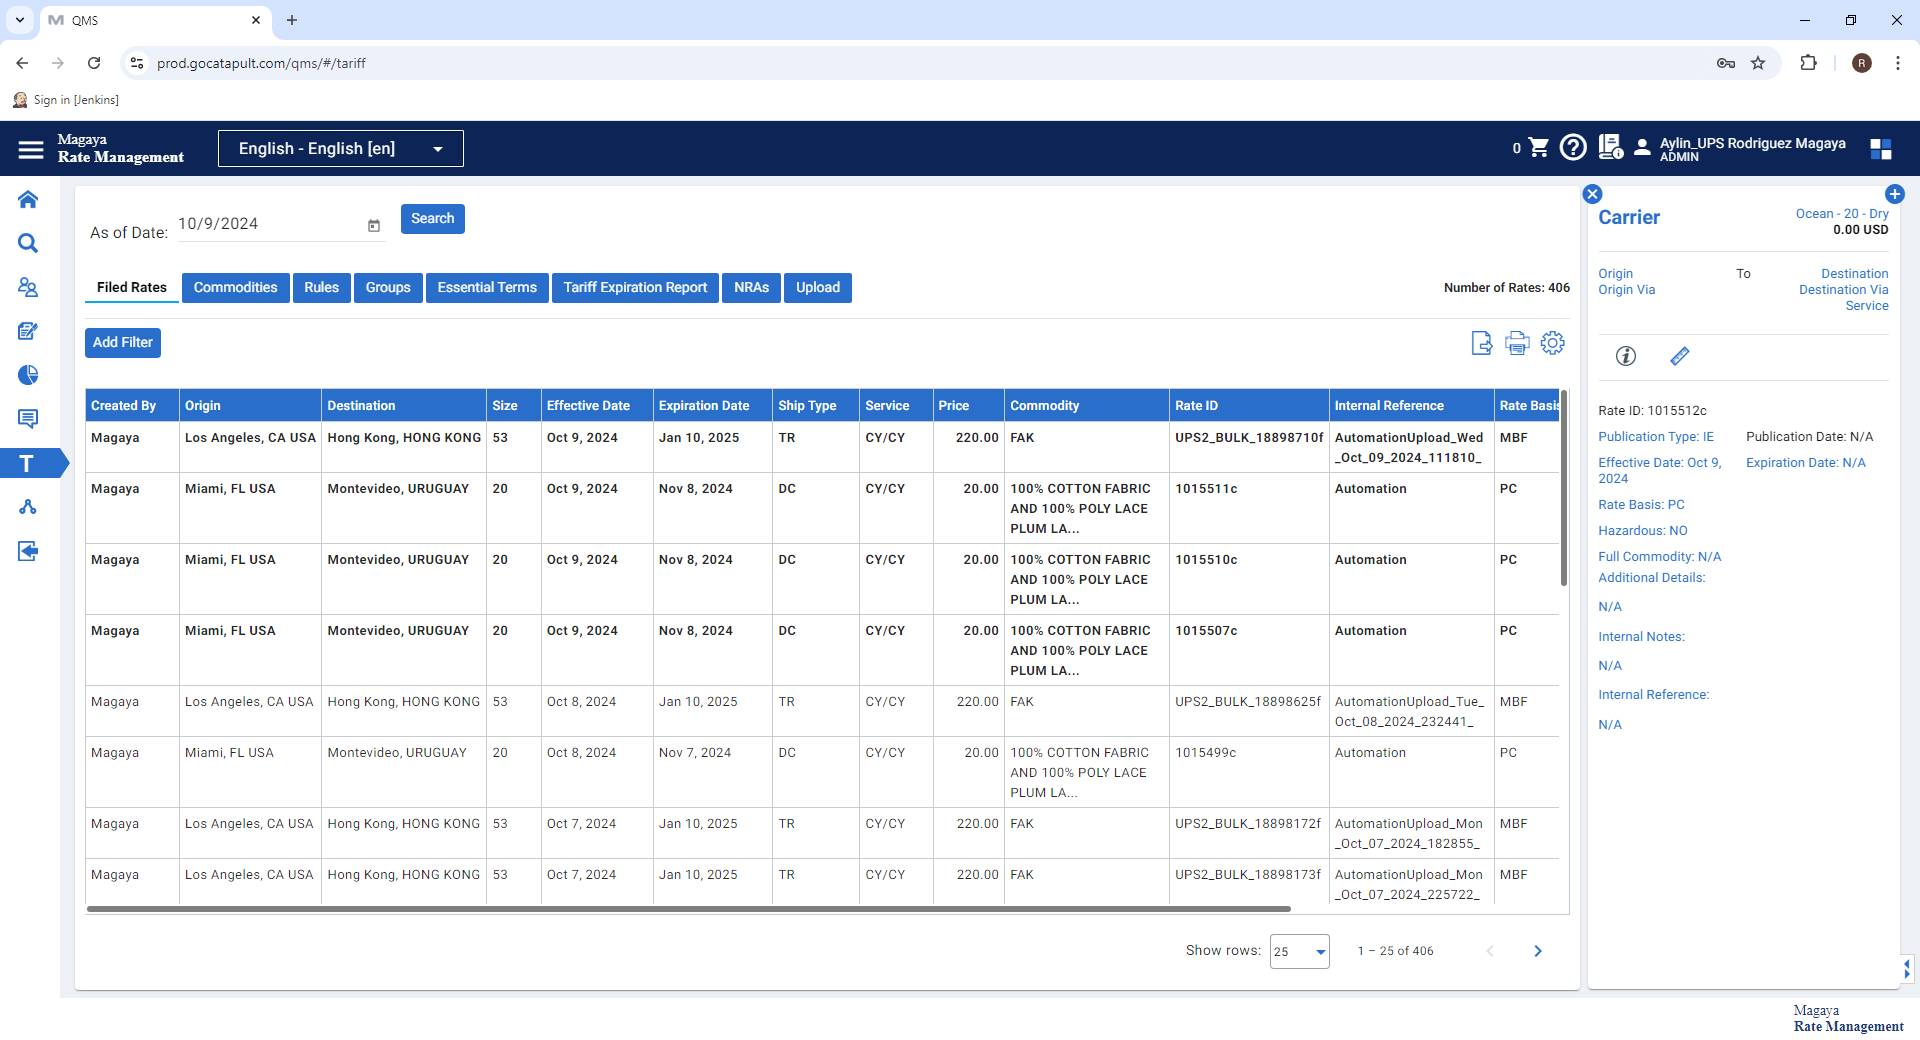 QMS
prod.gocatapult.com/qms/#/tariff
R
Sign in [Jenkins]
Magaya
Rate Management
English - English [en]
0
Aylin_UPS Rodriguez Magaya
ADMIN
As of Date: 10/9/2024
Search
Filed Rates Commodities Rules Groups Essential Terms Tariff Expiration Report NRAs Upload
Number of Rates: 406
Add Filter
Created By Origin Destination Size Effective Date Expiration Date Ship Type Service Price Commodity Rate ID Internal Reference Rate Basis
Magaya Los Angeles, CA USA Hong Kong, HONG KONG 53 Oct 9, 2024 Jan 10, 2025 TR CY/CY 220.00 FAK UPS2_BULK_18898710f AutomationUpload_Wed MBF
_Oct_09_2024_111810_
Magaya Miami, FL USA Montevideo, URUGUAY 20 Oct 9, 2024 Nov 8, 2024 DC CY/CY 20.00 100% COTTON FABRIC 1015511c Automation PC
AND 100% POLY LACE
PLUM LA...
Magaya Miami, FL USA Montevideo, URUGUAY 20 Oct 9, 2024 Nov 8, 2024 DC CY/CY 20.00 100% COTTON FABRIC 1015510c Automation PC
AND 100% POLY LACE
PLUM LA...
Magaya Miami, FL USA Montevideo, URUGUAY 20 Oct 9, 2024 Nov 8, 2024 DC CY/CY 20.00 100% COTTON FABRIC 1015507c Automation PC
AND 100% POLY LACE
PLUM LA...
Magaya Los Angeles, CA USA Hong Kong, HONG KONG 53 Oct 8, 2024 Jan 10, 2025 TR CY/CY 220.00 FAK UPS2_BULK_18898625f AutomationUpload_Tue_ MBF
Oct_08_2024_232441_
Magaya Miami, FL USA Montevideo, URUGUAY 20 Oct 8, 2024 Nov 7, 2024 DC CY/CY 20.00 100% COTTON FABRIC 1015499c Automation PC
AND 100% POLY LACE
PLUM LA...
Magaya Los Angeles, CA USA Hong Kong, HONG KONG 53 Oct 7, 2024 Jan 10, 2025 TR CY/CY 220.00 FAK UPS2_BULK_18898172f AutomationUpload_Mon MBF
_Oct_07_2024_182855_
Magaya Los Angeles, CA USA Hong Kong, HONG KONG 53 Oct 7, 2024 Jan 10, 2025 TR CY/CY 220.00 FAK UPS2_BULK_18898173f AutomationUpload_Mon MBF
_Oct_07_2024_225722_
Show rows: 25 1 – 25 of 406
T
Carrier Ocean - 20 - Dry
0.00 USD
Origin To Destination
Origin Via Destination Via
Service
Rate ID: 1015512c
Publication Type: IE Publication Date: N/A
Effective Date: Oct 9, Expiration Date: N/A
2024
Rate Basis: PC
Hazardous: NO
Full Commodity: N/A
Additional Details:
N/A
Internal Notes:
N/A
Internal Reference:
N/A
Magaya
Rate Management